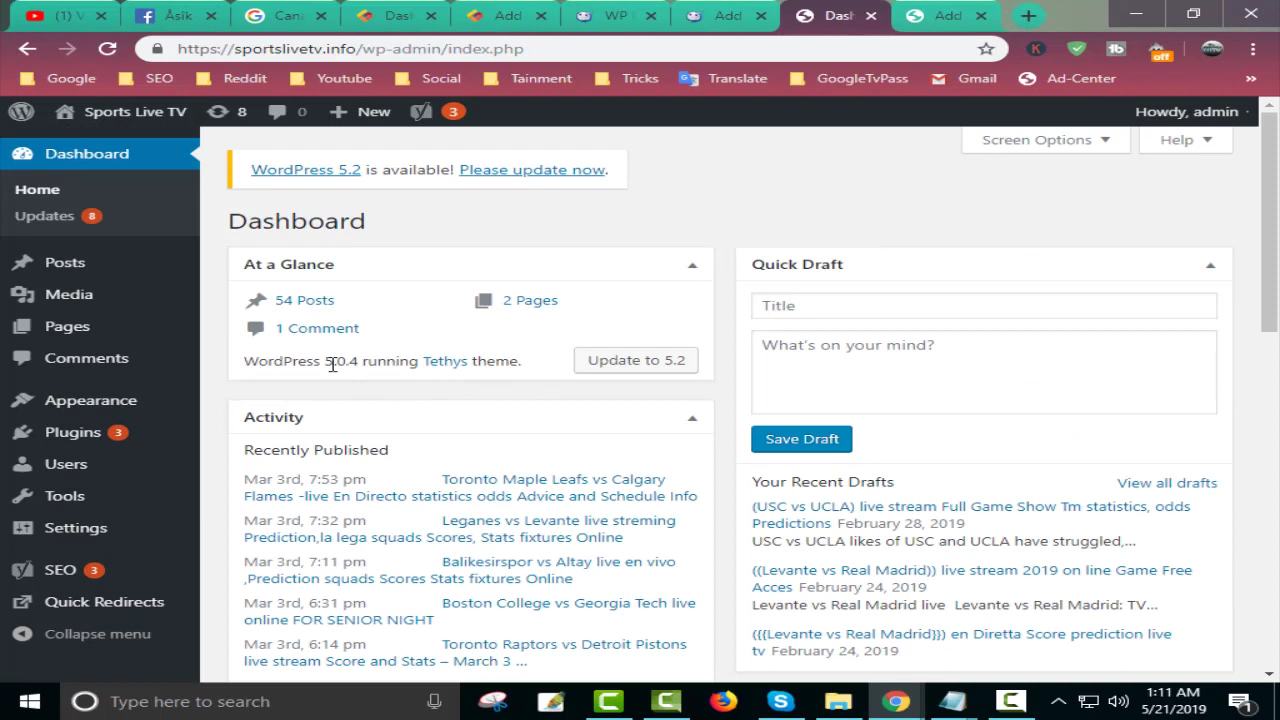 (1) V
Åsik
Cana
Dash
Add
WP
Add
Dash
Add
https://sportslivetv.info/wp-admin/index.php
K
tb
off
Google
SEO
Reddit
Youtube
Social
Tainment
Tricks
Translate
GoogleTvPass
Gmail
Ad-Center
»
Sports Live TV
8
0
New
3
Howdy, admin
Dashboard
Home
Updates 8
Posts
Media
Pages
Comments
Appearance
Plugins 3
Users
Tools
Settings
SEO 3
Quick Redirects
Collapse menu
Screen Options
Help
WordPress 5.2 is available! Please update now.
Dashboard
At a Glance
54 Posts
2 Pages
1 Comment
WordPress 5.0.4 running Tethys theme.
Update to 5.2
Activity
Recently Published
Mar 3rd, 7:53 pm Toronto Maple Leafs vs Calgary
Flames -live En Directo statistics odds Advice and Schedule Info
Mar 3rd, 7:32 pm Leganes vs Levante live streming
Prediction,la lega squads Scores, Stats fixtures Online
Mar 3rd, 7:11 pm Balikesirspor vs Altay live en vivo
,Prediction squads Scores Stats fixtures Online
Mar 3rd, 6:31 pm Boston College vs Georgia Tech live
online FOR SENIOR NIGHT
Mar 3rd, 6:14 pm Toronto Raptors vs Detroit Pistons
live stream Score and Stats – March 3 ...
Quick Draft
Title
What's on your mind?
Save Draft
Your Recent Drafts
View all drafts
(USC vs UCLA) live stream Full Game Show Tm statistics, odds
Predictions February 28, 2019
USC vs UCLA likes of USC and UCLA have struggled,...
((Levante vs Real Madrid)) live stream 2019 on line Game Free
Acces February 24, 2019
Levante vs Real Madrid live Levante vs Real Madrid: TV...
(((Levante vs Real Madrid))) en Diretta Score prediction live
tv February 24, 2019
Type here to search
1:11 AM
5/21/2019
1